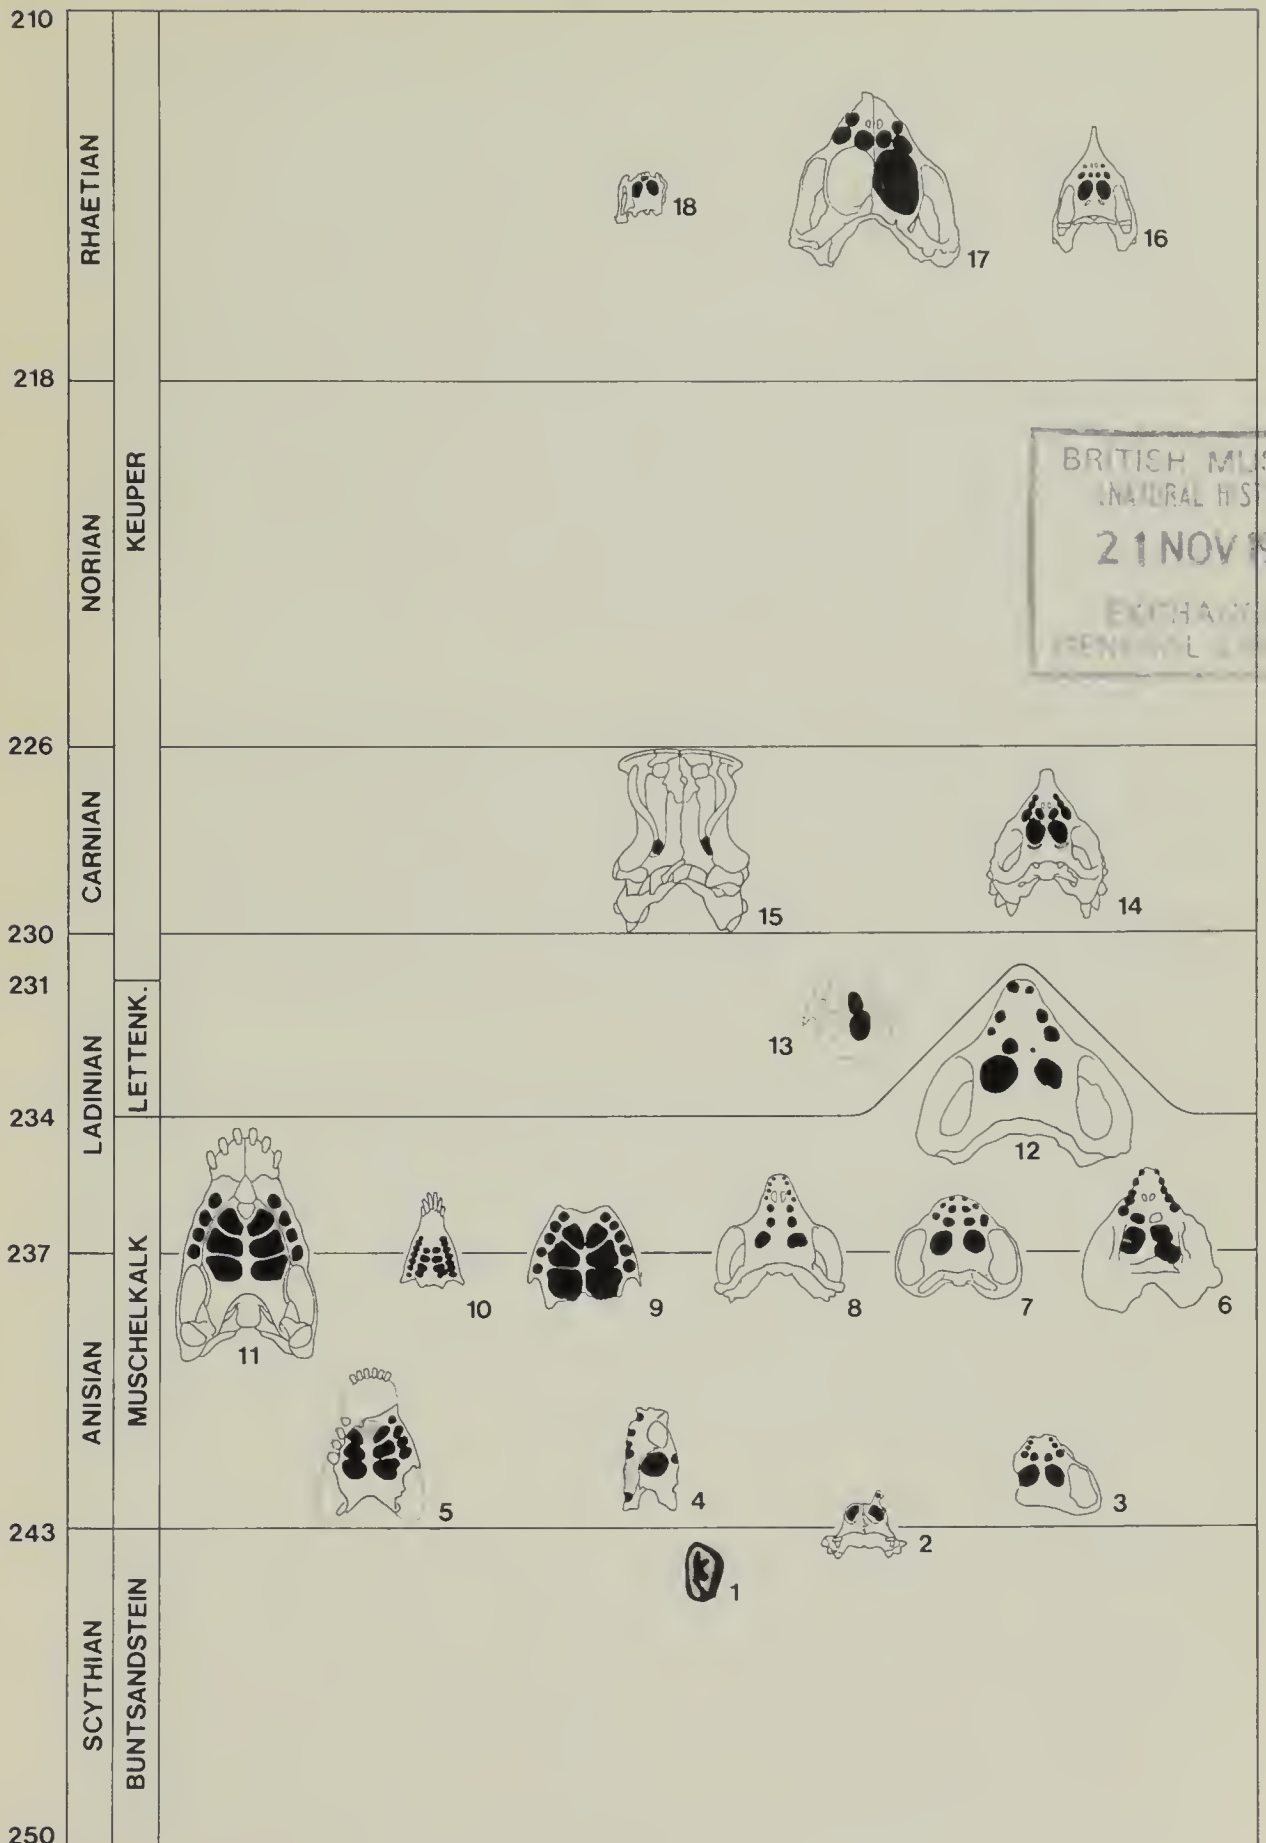 210
RHAETIAN
18
17
16
218
KEUPER
NORIAN
BRITISH
21 NOV
226
CARNIAN
15
14
230
231
LADINIAN
LETTENK.
13
12
234
237
MUSCHELKALK
ANISIAN
11
10
9
8
7
6
5
4
3
243
2
1
SCYTHIAN
BUNTSANDSTEIN
250